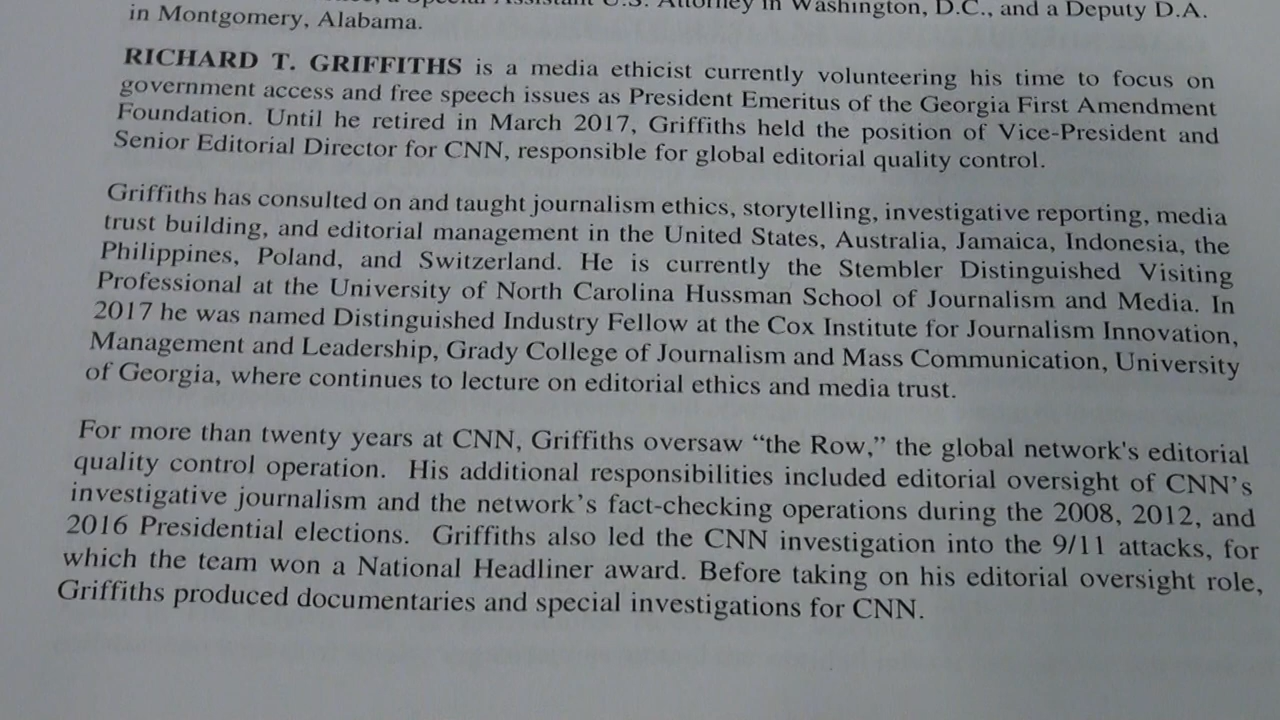 a Special Assistant U.S. Attorney in Washington, D.C., and a Deputy D.A.
in Montgomery, Alabama.
RICHARD T. GRIFFITHS is a media ethicist currently volunteering his time to focus on
government access and free speech issues as President Emeritus of the Georgia First Amendment
Foundation. Until he retired in March 2017, Griffiths held the position of Vice-President and
Senior Editorial Director for CNN, responsible for global editorial quality control.
Griffiths has consulted on and taught journalism ethics, storytelling, investigative reporting, media
trust building, and editorial management in the United States, Australia, Jamaica, Indonesia, the
Philippines, Poland, and Switzerland. He is currently the Stembler Distinguished Visiting
Professional at the University of North Carolina Hussman School of Journalism and Media. In
2017 he was named Distinguished Industry Fellow at the Cox Institute for Journalism Innovation,
Management and Leadership, Grady College of Journalism and Mass Communication, University
of Georgia, where continues to lecture on editorial ethics and media trust.
For more than twenty years at CNN, Griffiths oversaw “the Row,” the global network's editorial
quality control operation.  His additional responsibilities included editorial oversight of CNN’s
investigative journalism and the network’s fact-checking operations during the 2008, 2012, and
2016 Presidential elections.  Griffiths also led the CNN investigation into the 9/11 attacks, for
which the team won a National Headliner award. Before taking on his editorial oversight role,
Griffiths produced documentaries and special investigations for CNN.